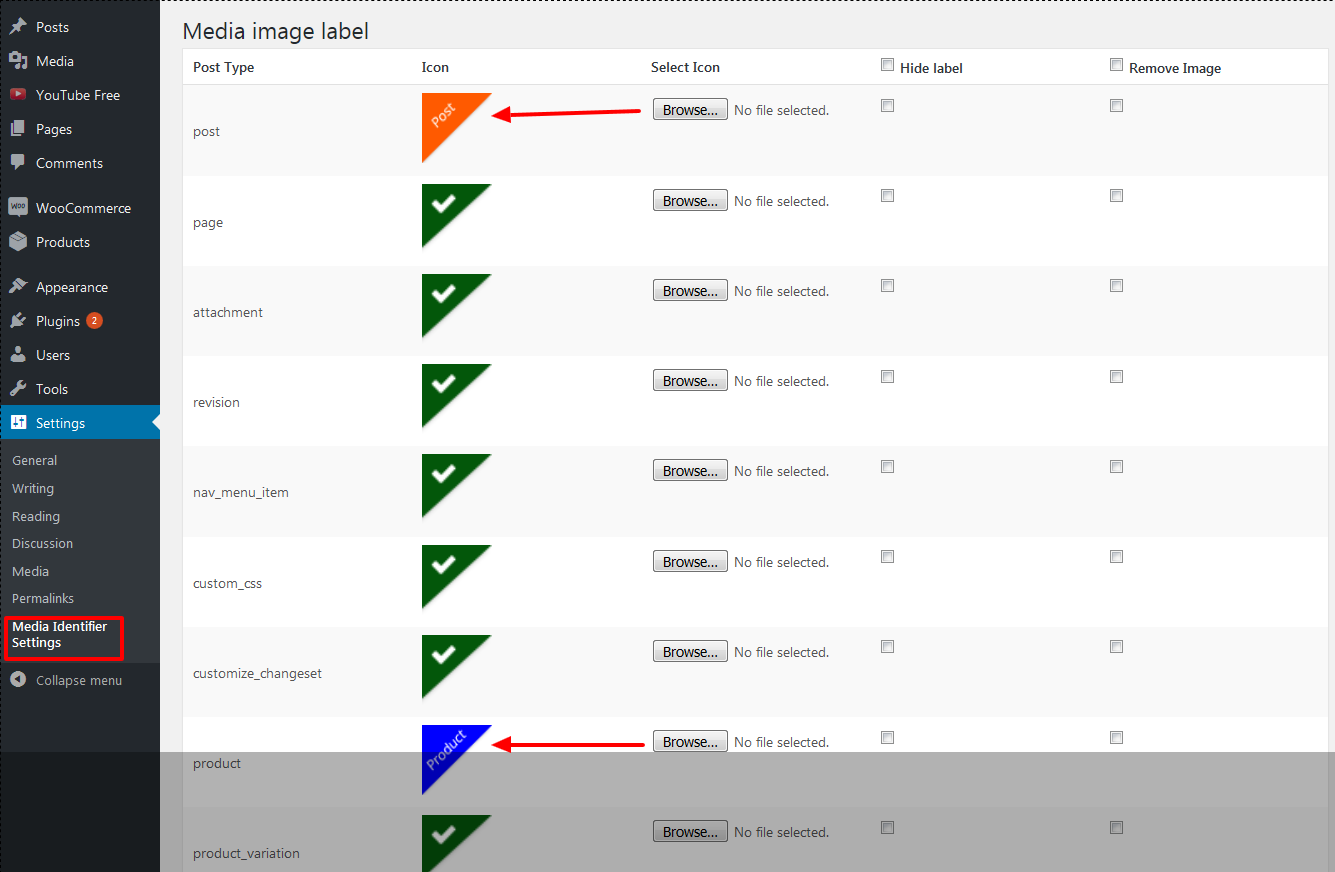 Posts
Media
YouTube Free
Pages
Comments
Woo WooCommerce
Products
Appearance
Plugins 2
Users
Tools
Settings
General
Writing
Reading
Discussion
Media
Permalinks
Media Identifier
Settings
Collapse menu
Media image label
Post Type Icon Select Icon Hide label Remove Image
post Post Browse... No file selected.
page Browse... No file selected.
attachment Browse... No file selected.
revision Browse... No file selected.
nav_menu_item Browse... No file selected.
custom_css Browse... No file selected.
customize_changeset Browse... No file selected.
product Product Browse... No file selected.
product_variation Browse... No file selected.